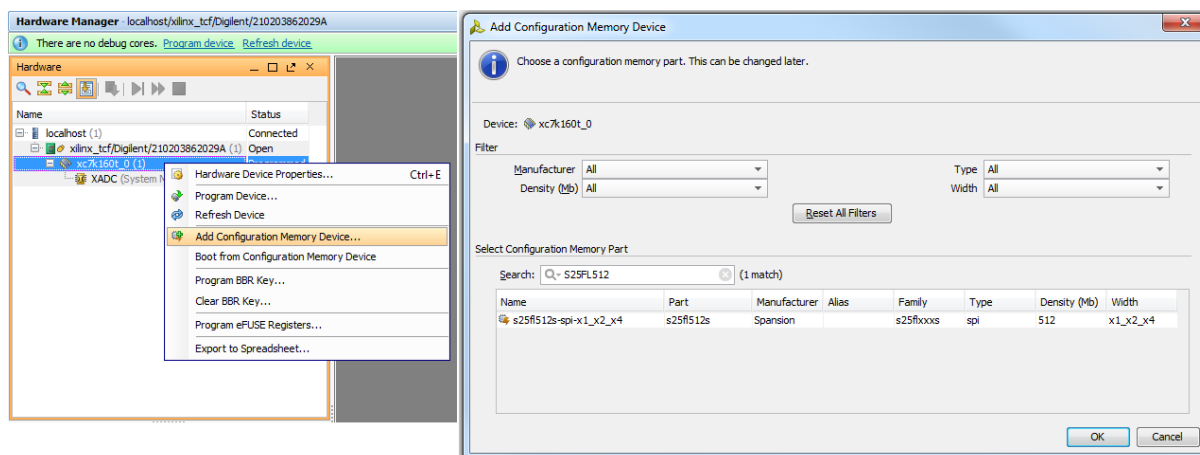 Hardware Manager - localhost/xilinx_tcf/Digilent/210203862029A
There are no debug cores. Program device Refresh device
Hardware
Name Status
localhost (1) Connected
xilinx_tcf/Digilent/210203862029A (1) Open
xc7k160t_0 (1) Programmed
XADC (System M
Hardware Device Properties... Ctrl+E
Program Device...
Refresh Device
Add Configuration Memory Device...
Boot from Configuration Memory Device
Program BBR Key...
Clear BBR Key...
Program eFUSE Registers...
Export to Spreadsheet...
Add Configuration Memory Device
Choose a configuration memory part. This can be changed later.
Device: xc7k160t_0
Filter
Manufacturer All Type All
Density (Mb) All Width All
Reset All Filters
Select Configuration Memory Part
Search: S25FL512 (1 match)
Name Part Manufacturer Alias Family Type Density (Mb) Width
s25fl512s-spi-x1_x2_x4 s25fl512s Spansion s25flxxxs spi 512 x1_x2_x4
OK Cancel